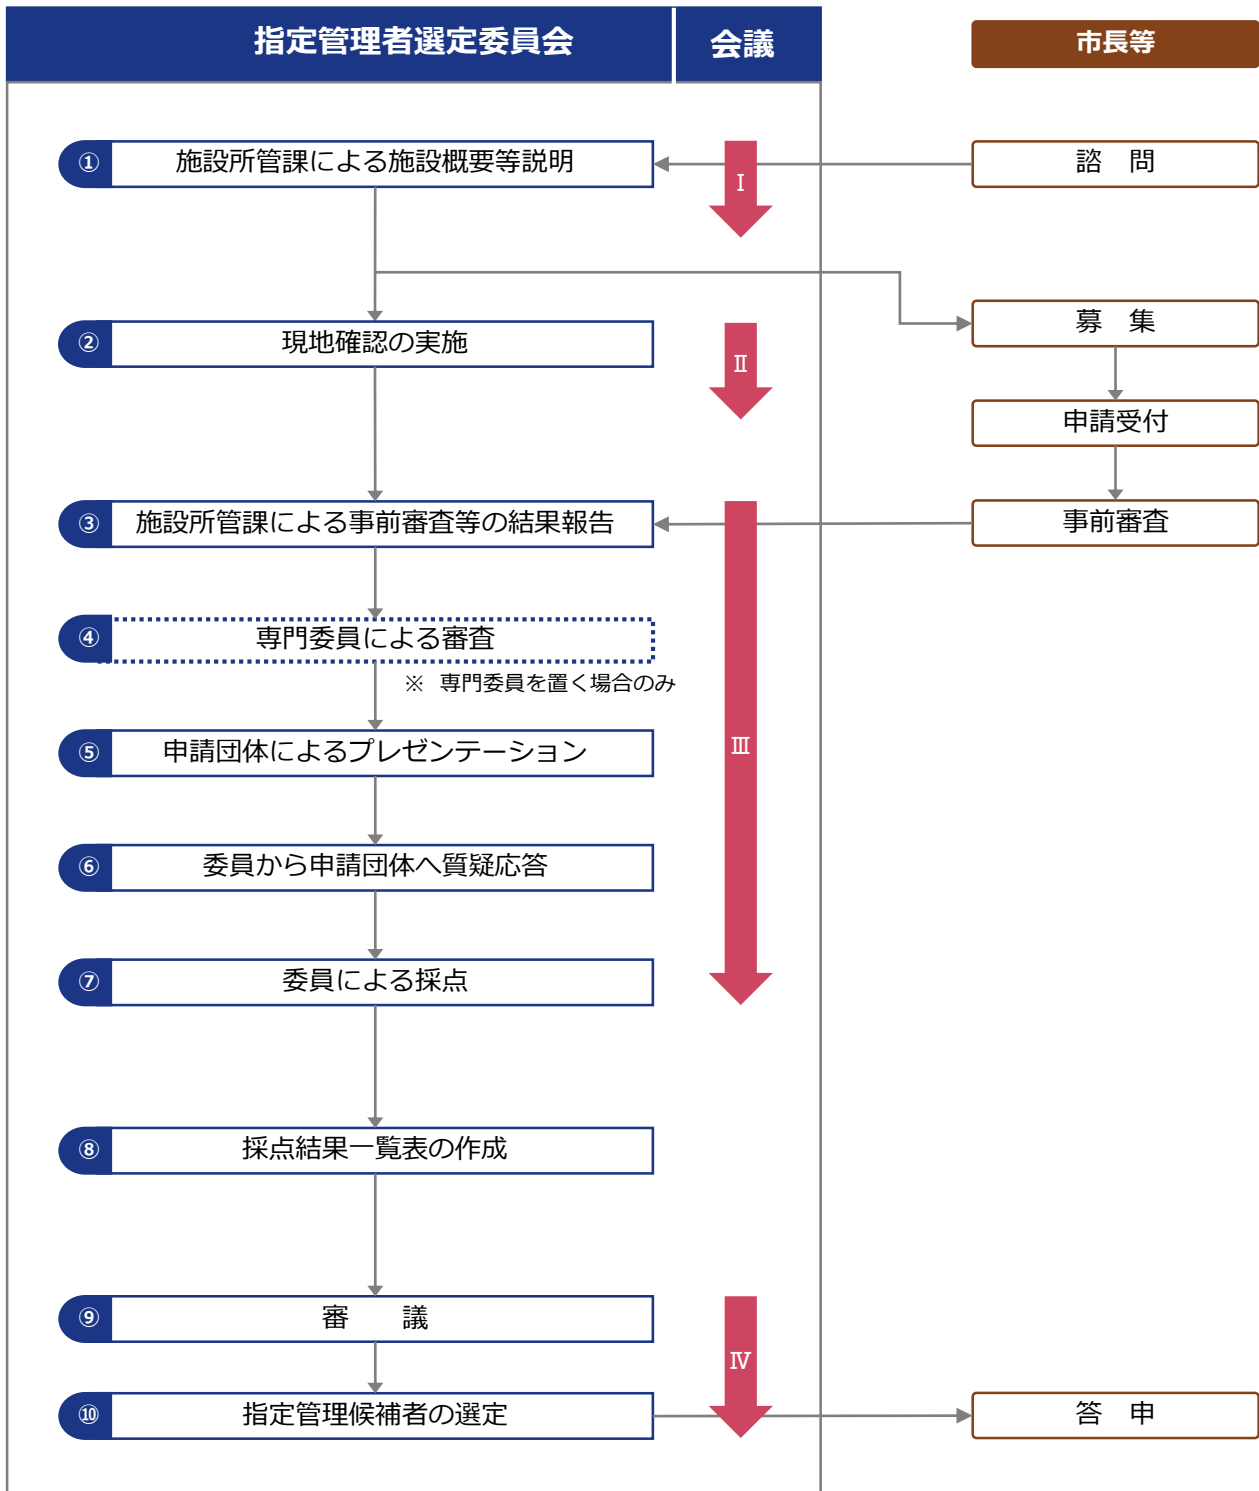 指定管理者選定委員会 会議 市長等
① 施設所管課による施設概要等説明
Ⅰ
諮　問
② 現地確認の実施
Ⅱ
募　集
申請受付
③ 施設所管課による事前審査等の結果報告
事前審査
④ 専門委員による審査
※ 専門委員を置く場合のみ
⑤ 申請団体によるプレゼンテーション
Ⅲ
⑥ 委員から申請団体へ質疑応答
⑦ 委員による採点
⑧ 採点結果一覧表の作成
⑨ 審　　議
Ⅳ
⑩ 指定管理候補者の選定
答　申